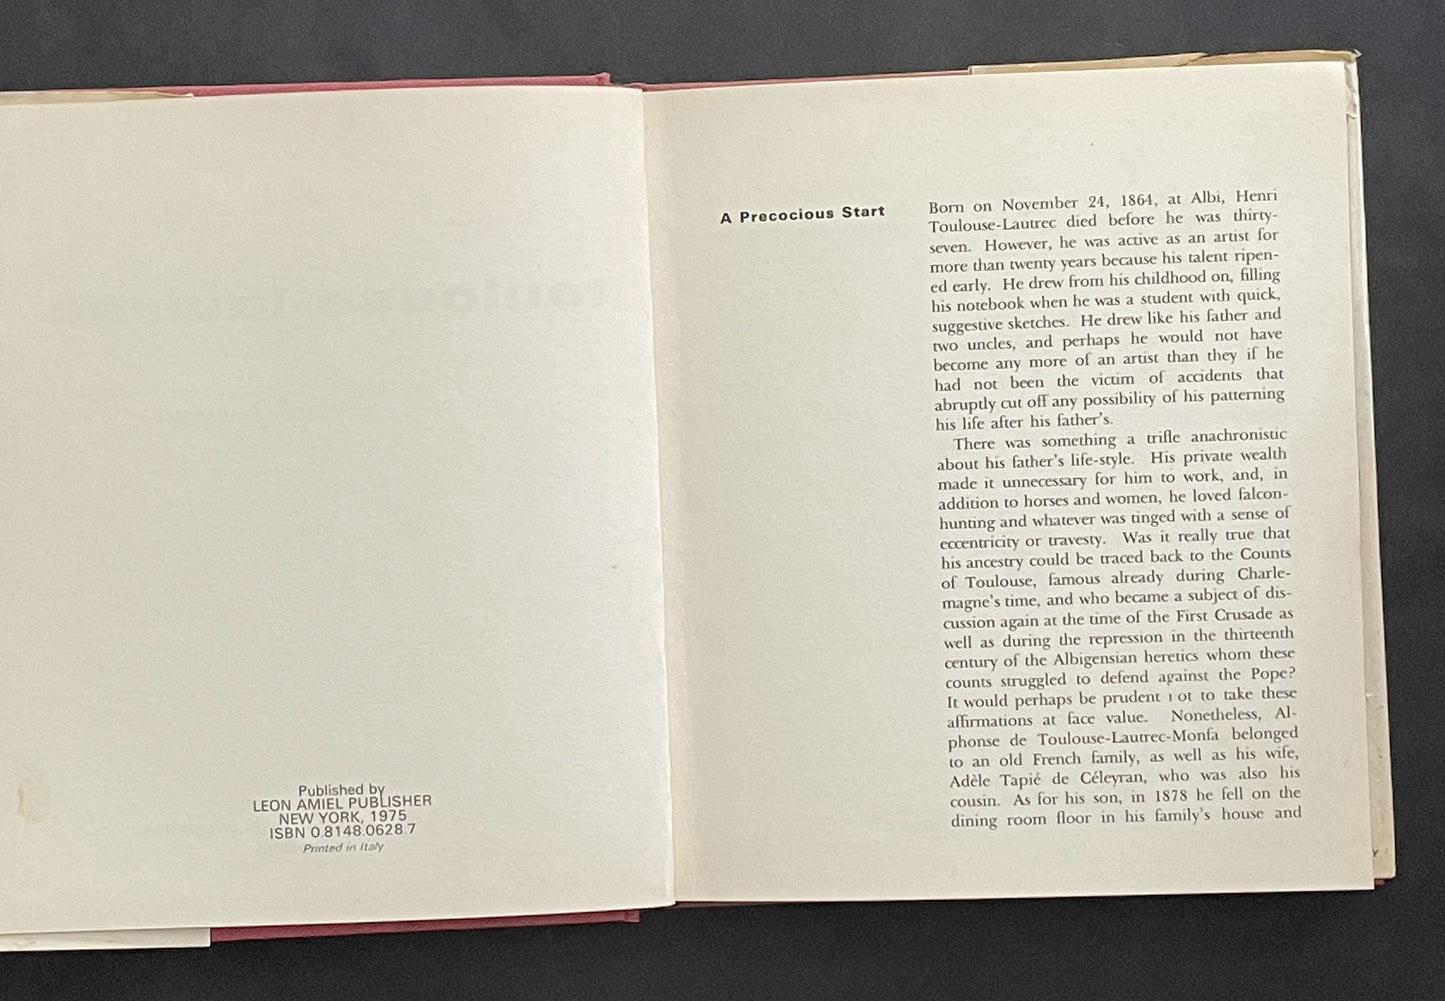 Published by
LEON AMIEL PUBLISHER
NEW YORK, 1975
ISBN 0.8148.0628.7
Printed in Italy
A Precocious Start
Born on November 24, 1864, at Albi, Henri
Toulouse-Lautrec died before he was thirty-
seven. However, he was active as an artist for
more than twenty years because his talent ripen-
ed early. He drew from his childhood on, filling
his notebook when he was a student with quick,
suggestive sketches. He drew like his father and
two uncles, and perhaps he would not have
become any more of an artist than they if he
had not been the victim of accidents that
abruptly cut off any possibility of his patterning
his life after his father's.
There was something a trifle anachronistic
about his father's life-style. His private wealth
made it unnecessary for him to work, and, in
addition to horses and women, he loved falcon-
hunting and whatever was tinged with a sense of
eccentricity or travesty. Was it really true that
his ancestry could be traced back to the Counts
of Toulouse, famous already during Charle-
magne's time, and who became a subject of dis-
cussion again at the time of the First Crusade as
well as during the repression in the thirteenth
century of the Albigensian heretics whom these
counts struggled to defend against the Pope?
It would perhaps be prudent ı ot to take these
affirmations at face value. Nonetheless, Al-
phonse de Toulouse-Lautrec-Monfa belonged
to an old French family, as well as his wife,
Adèle Tapié de Céleyran, who was also his
cousin. As for his son, in 1878 he fell on the
dining room floor in his family's house and